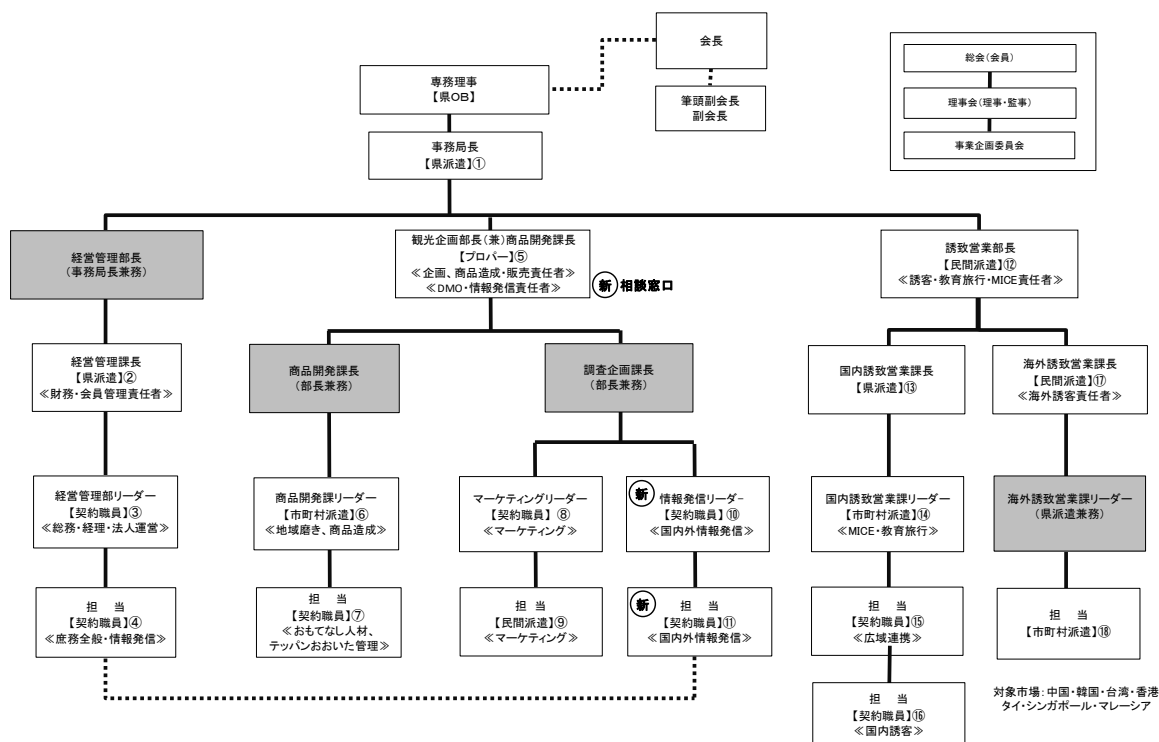 会長
筆頭副会長
副会長
総会(会員)
理事会(理事・監事)
事業企画委員会
専務理事
【県OB】
事務局長
【県派遣】①
経営管理部長
(事務局長兼務)
観光企画部長(兼)商品開発課長
【プロパー】⑤
≪企画、商品造成・販売責任者≫
≪DMO・情報発信責任者≫
新 相談窓口
誘致営業部長
【民間派遣】⑫
≪誘客・教育旅行・MICE責任者≫
経営管理課長
【県派遣】②
≪財務・会員管理責任者≫
商品開発課長
(部長兼務)
調査企画課長
(部長兼務)
国内誘致営業課長
【県派遣】⑬
海外誘致営業課長
【民間派遣】⑰
≪海外誘客責任者≫
経営管理部リーダー
【契約職員】③
≪総務・経理・法人運営≫
商品開発課リーダー
【市町村派遣】⑥
≪地域磨き、商品造成≫
マーケティングリーダー
【契約職員】⑧
≪マーケティング≫
新
情報発信リーダー
【契約職員】⑩
≪国内外情報発信≫
国内誘致営業課リーダー
【市町村派遣】⑭
≪MICE・教育旅行≫
海外誘致営業課リーダー
(県派遣兼務)
担 当
【契約職員】④
≪庶務全般・情報発信≫
担 当
【契約職員】⑦
≪おもてなし人材、
テッパンおおいた管理≫
担 当
【民間派遣】⑨
≪マーケティング≫
新
担 当
【契約職員】⑪
≪国内外情報発信≫
担 当
【契約職員】⑮
≪広域連携≫
担 当
【市町村派遣】⑱
担 当
【契約職員】⑯
≪国内誘客≫
対象市場:中国・韓国・台湾・香港
タイ・シンガポール・マレーシア